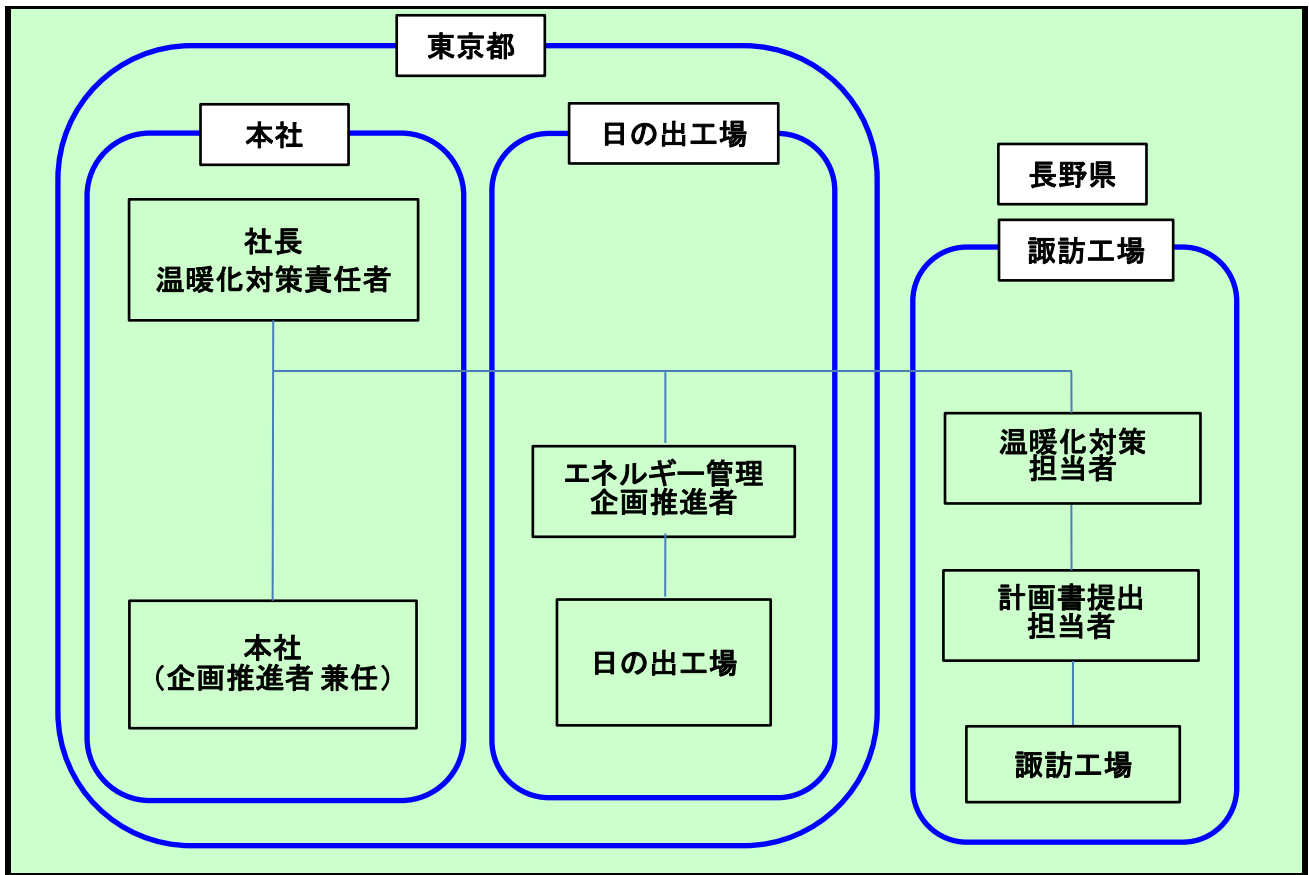 東京都
本社
社長
温暖化対策責任者
本社
（企画推進者 兼任）
日の出工場
エネルギー管理
企画推進者
日の出工場
長野県
諏訪工場
温暖化対策
担当者
計画書提出
担当者
諏訪工場